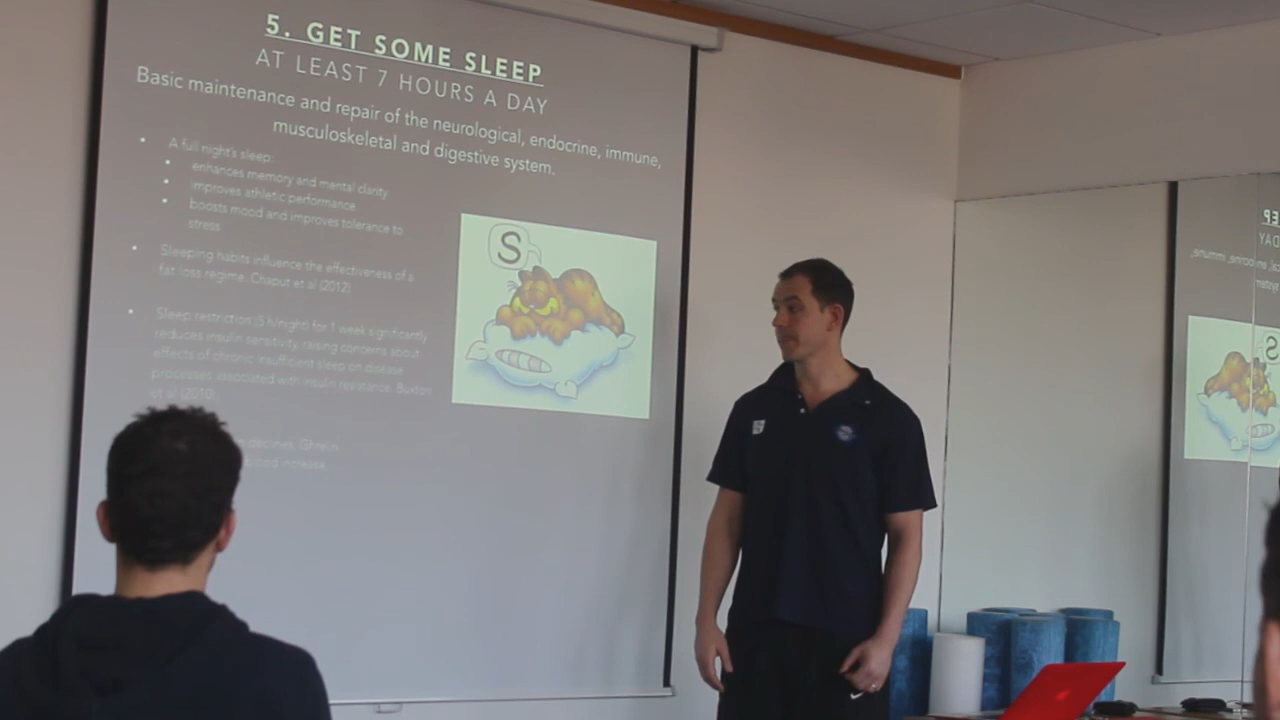 5. GET SOME SLEEP
AT LEAST 7 HOURS A DAY
Basic maintenance and repair of the neurological, endocrine, immune,
musculoskeletal and digestive system.
A full night's sleep:
enhances memory and mental clarity
improves athletic performance
boosts mood and improves tolerance to
stress
Sleeping habits influence the effectiveness of a
fat loss regime. Chaput et al (2012)
Sleep restriction (5 h/night) for 1 week significantly
reduces insulin sensitivity, raising concerns about
effects of chronic insufficient sleep on disease
processes associated with insulin resistance. Buxton
et al (2010)
declines. Ghrelin
increase.
S